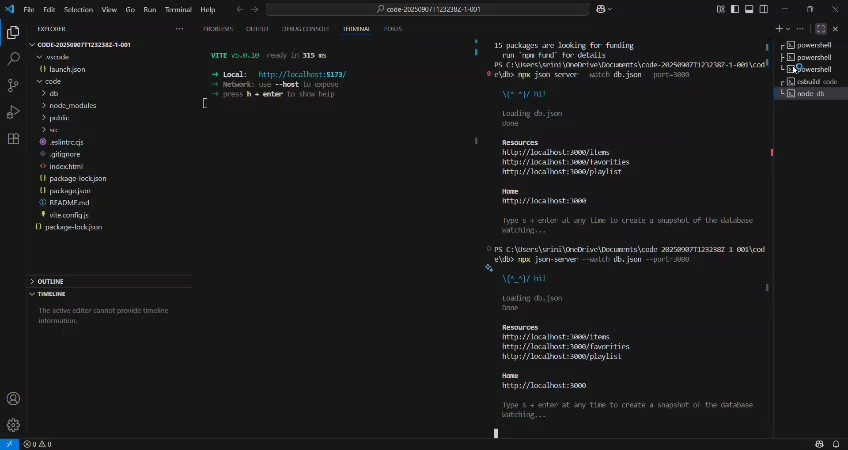 File Edit Selection View Go Run Terminal Help
code-20250907T123238Z-1-001
EXPLORER
CODE-20250907T123238Z-1-001
.vscode
launch.json
code
db
node_modules
public
src
.eslintrc.cjs
.gitignore
index.html
package-lock.json
package.json
README.md
vite.config.js
package-lock.json
OUTLINE
TIMELINE
The active editor cannot provide timeline
information.
PROBLEMS OUTPUT DEBUG CONSOLE TERMINAL PORTS
VITE v5.0.10 ready in 315 ms
➜ Local: http://localhost:5173/
➜ Network: use --host to expose
➜ press h + enter to show help
15 packages are looking for funding
run `npm fund` for details
PS C:\Users\srini\OneDrive\Documents\code-20250907T123238Z-1-001\cod
e\db> npx json-server --watch db.json --port=3000
\{^_^}/ hi!
Loading db.json
Done
Resources
http://localhost:3000/items
http://localhost:3000/favorities
http://localhost:3000/playlist
Home
http://localhost:3000
Type s + enter at any time to create a snapshot of the database
Watching...
PS C:\Users\srini\OneDrive\Documents\code-20250907T123238Z-1-001\cod
e\db> npx json-server --watch db.json --port=3000
\{^_^}/ hi!
Loading db.json
Done
Resources
http://localhost:3000/items
http://localhost:3000/favorities
http://localhost:3000/playlist
Home
http://localhost:3000
Type s + enter at any time to create a snapshot of the database
Watching...
powershell
powershell
powershell
esbuild code
node db
0 0